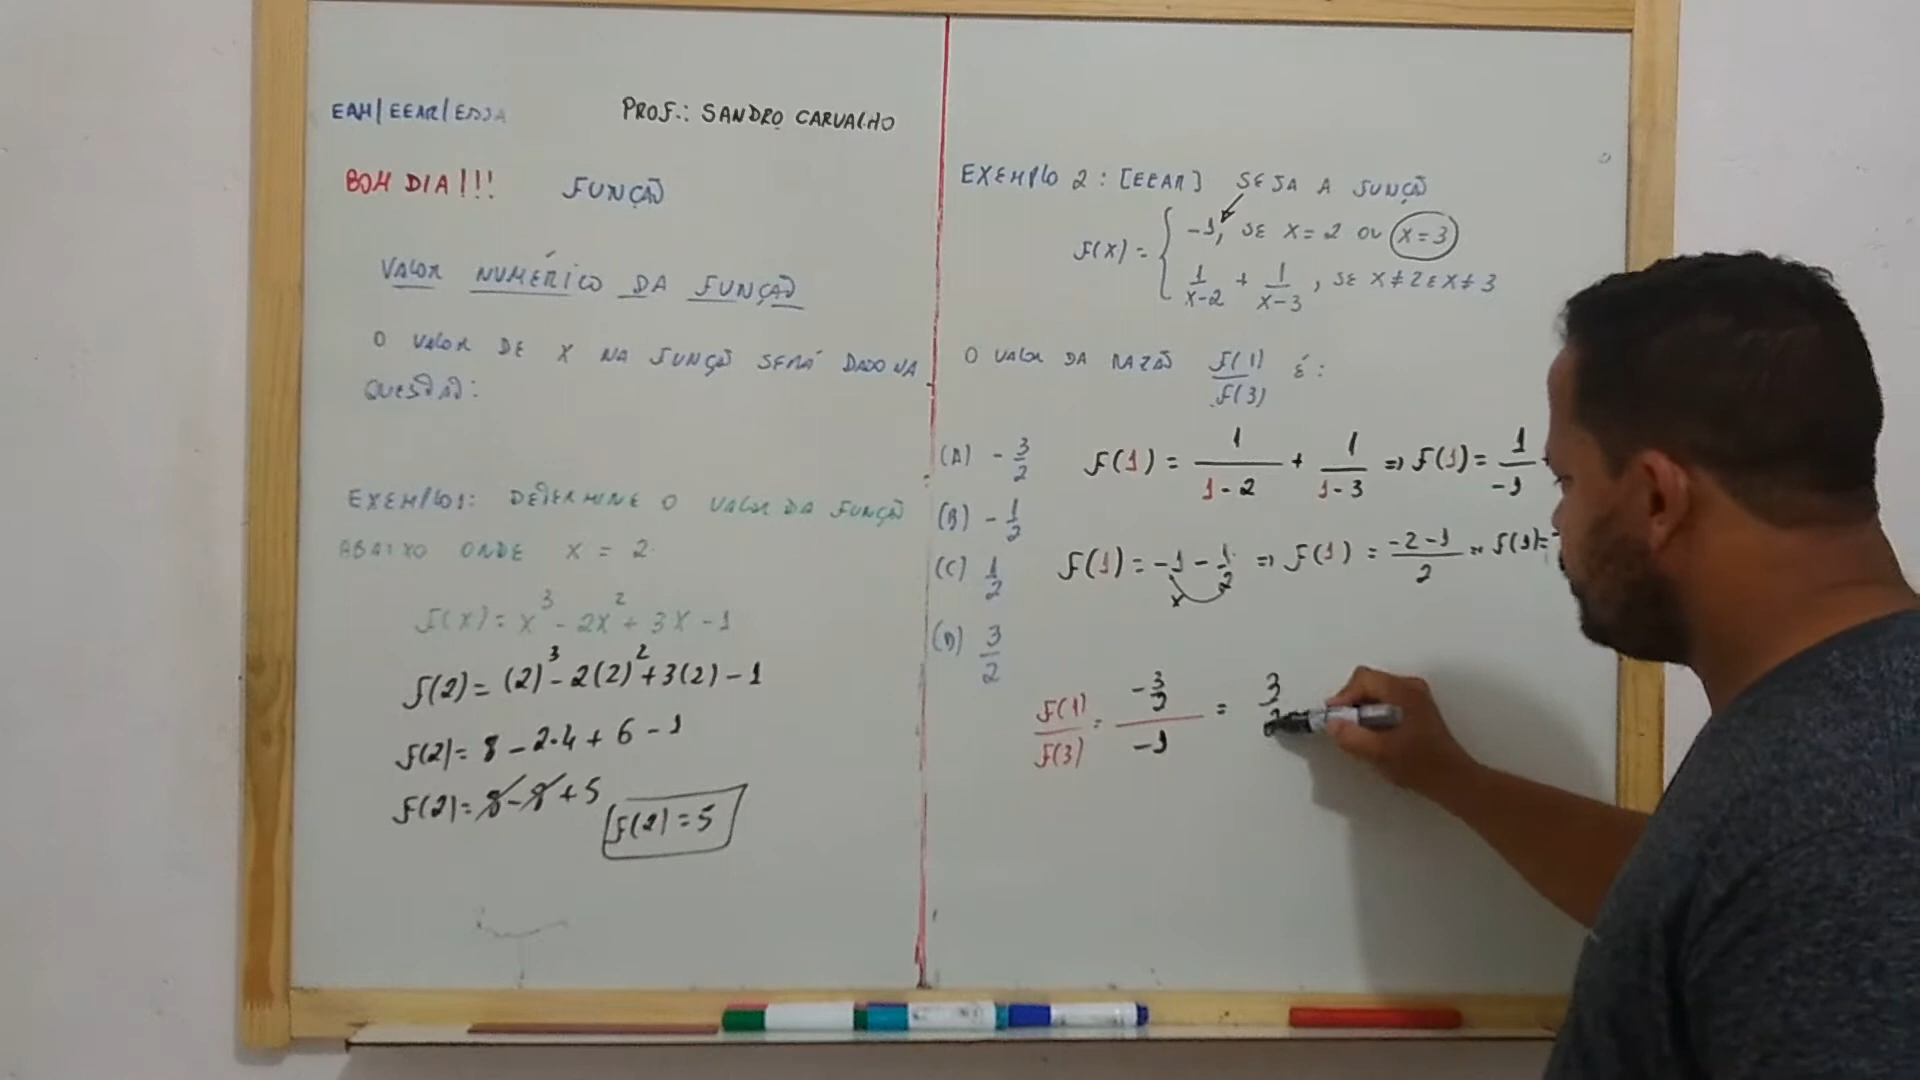 EAM/EEAR/ESSA
PROF.: SANDRO CARVALHO
BOM DIA!!! FUNÇÃO
VALOR NUMÉRICO DA FUNÇÃO
O VALOR DE X NA FUNÇÃO SERÁ DADO NA
QUESTÃO:
EXEMPLO1: DETERMINE O VALOR DA FUNÇÃO
ABAIXO ONDE X = 2.
F(X) = X³ - 2X² + 3X - 1
F(2) = (2)³ - 2(2)² + 3(2) - 1
F(2) = 8 - 2·4 + 6 - 1
F(2) = 8 - 8 + 5
F(2) = 5
EXEMPLO 2: [EEAR] SEJA A FUNÇÃO
F(X) = { -1, SE X = 2 OU X = 3
1/(X-2) + 1/(X-3), SE X ≠ 2 E X ≠ 3
O VALOR DA RAZÃO F(1)/F(3) É:
(A) - 3/2
(B) - 1/2
(C) 1/2
(D) 3/2
F(1) = 1/(1-2) + 1/(1-3) => F(1) = 1/-1 +
F(1) = -1 - 1/2 => F(1) = (-2-1)/2 => F(1) =
F(1)/F(3) = (-3/2)/-1 = 3/2